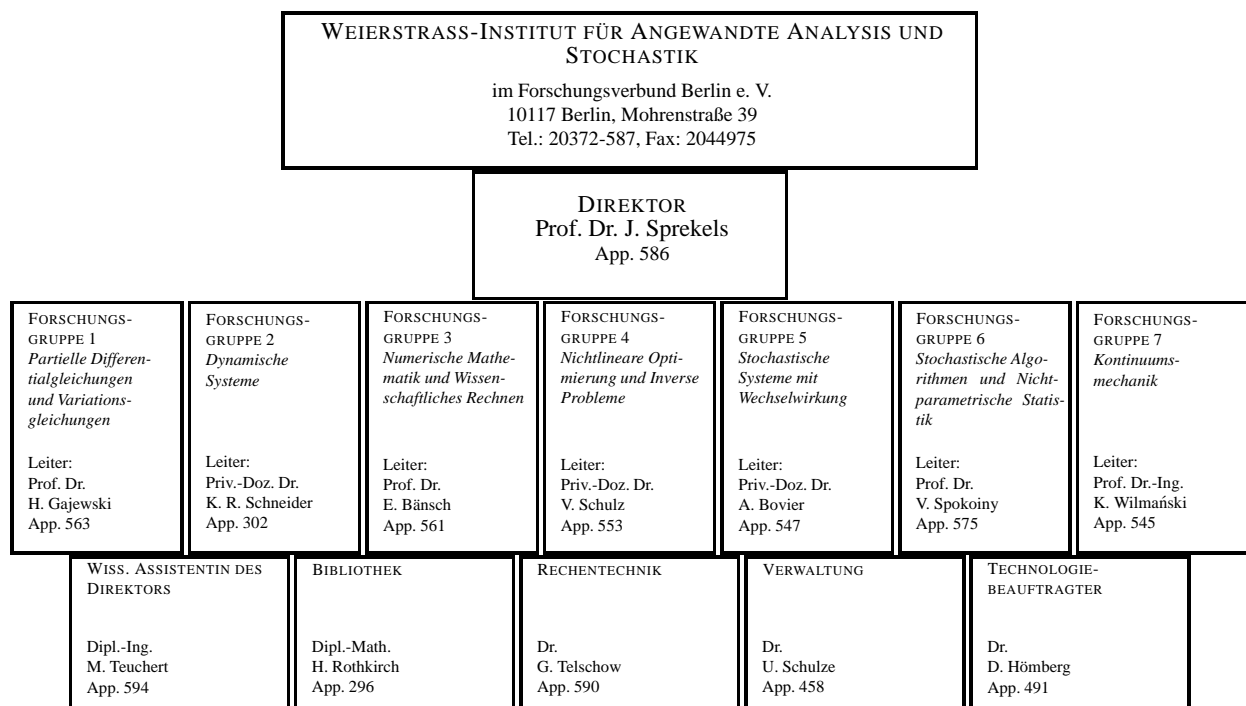 WEIERSTRASS-INSTITUT FÜR ANGEWANDTE ANALYSIS UND
STOCHASTIK
im Forschungsverbund Berlin e. V.
10117 Berlin, Mohrenstraße 39
Tel.: 20372-587, Fax: 2044975
DIREKTOR
Prof. Dr. J. Sprekels
App. 586
FORSCHUNGS-
GRUPPE 1
Partielle Differen-
tialgleichungen
und Variations-
gleichungen
Leiter:
Prof. Dr.
H. Gajewski
App. 563
FORSCHUNGS-
GRUPPE 2
Dynamische
Systeme
Leiter:
Priv.-Doz. Dr.
K. R. Schneider
App. 302
FORSCHUNGS-
GRUPPE 3
Numerische Mathe-
matik und Wissen-
schaftliches Rechnen
Leiter:
Prof. Dr.
E. Bänsch
App. 561
FORSCHUNGS-
GRUPPE 4
Nichtlineare Opti-
mierung und Inverse
Probleme
Leiter:
Priv.-Doz. Dr.
V. Schulz
App. 553
FORSCHUNGS-
GRUPPE 5
Stochastische
Systeme mit
Wechselwirkung
Leiter:
Priv.-Doz. Dr.
A. Bovier
App. 547
FORSCHUNGS-
GRUPPE 6
Stochastische Algo-
rithmen und Nicht-
parametrische Statis-
tik
Leiter:
Prof. Dr.
V. Spokoiny
App. 575
FORSCHUNGS-
GRUPPE 7
Kontinuums-
mechanik
Leiter:
Prof. Dr.-Ing.
K. Wilmański
App. 545
WISS. ASSISTENTIN DES
DIREKTORS
Dipl.-Ing.
M. Teuchert
App. 594
BIBLIOTHEK
Dipl.-Math.
H. Rothkirch
App. 296
RECHENTECHNIK
Dr.
G. Telschow
App. 590
VERWALTUNG
Dr.
U. Schulze
App. 458
TECHNOLOGIE-
BEAUFTRAGTER
Dr.
D. Hömberg
App. 491